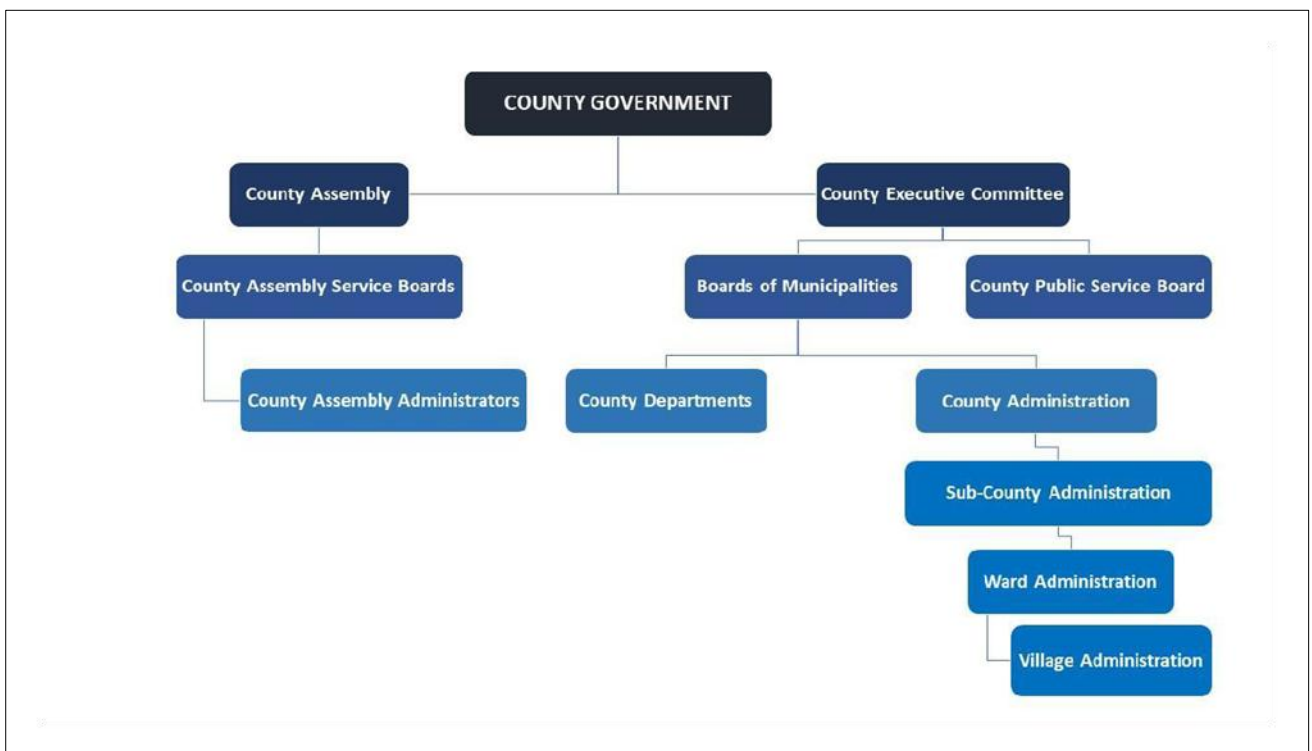 COUNTY GOVERNMENT
County Assembly
County Executive Committee
County Assembly Service Boards
Boards of Municipalities
County Public Service Board
County Assembly Administrators
County Departments
County Administration
Sub-County Administration
Ward Administration
Village Administration